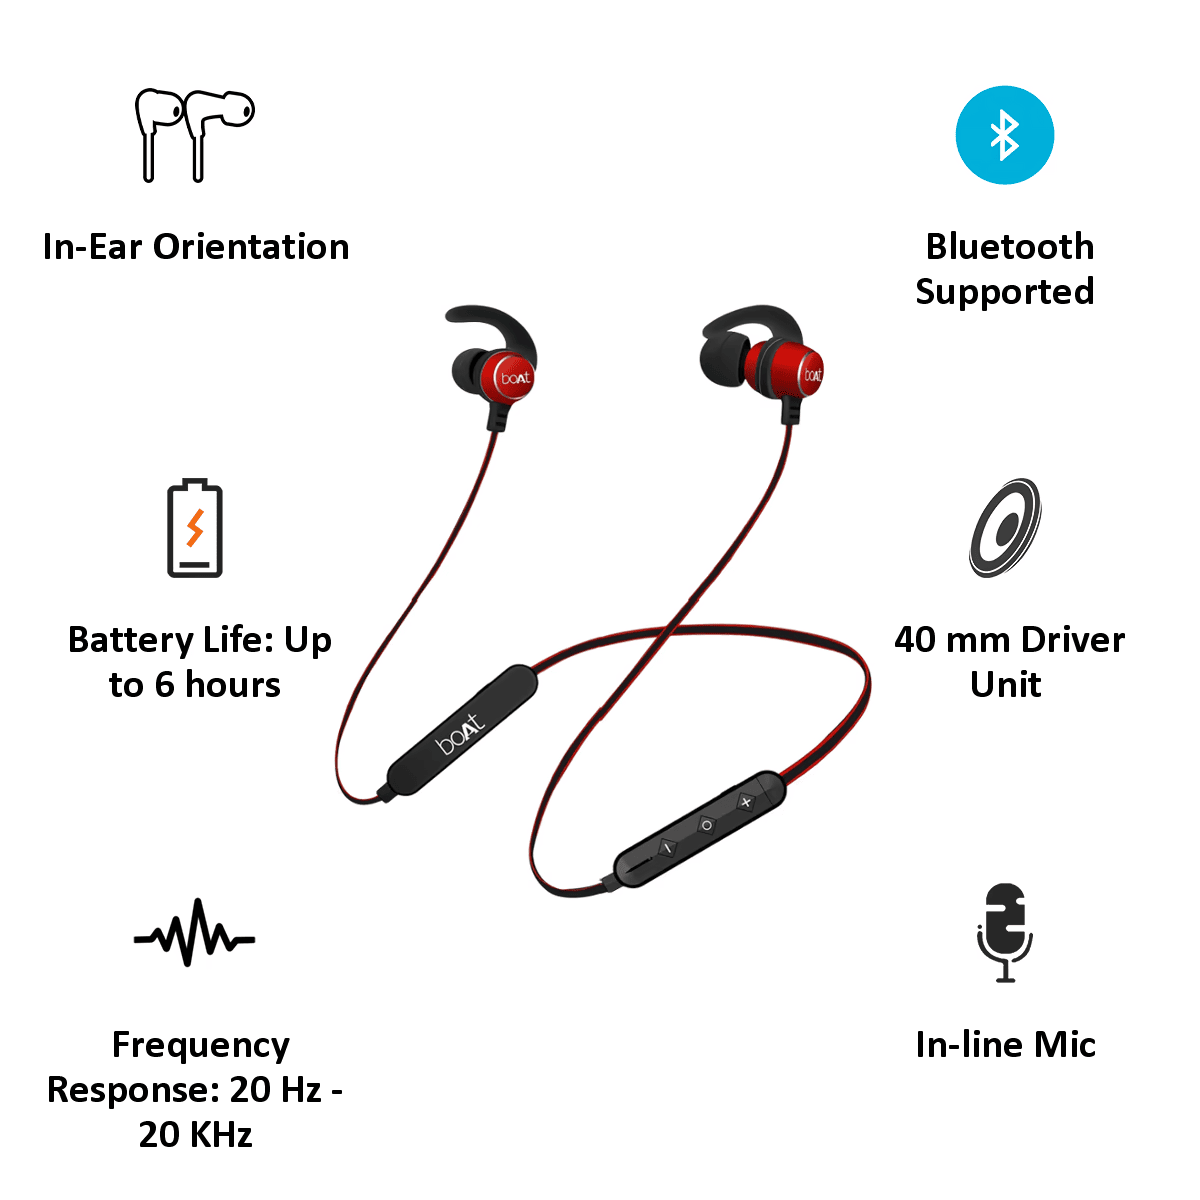 In-Ear Orientation
Bluetooth
Supported
boAt
boAt
Battery Life: Up
to 6 hours
40 mm Driver
Unit
boAt
Frequency
Response: 20 Hz -
20 KHz
In-line Mic